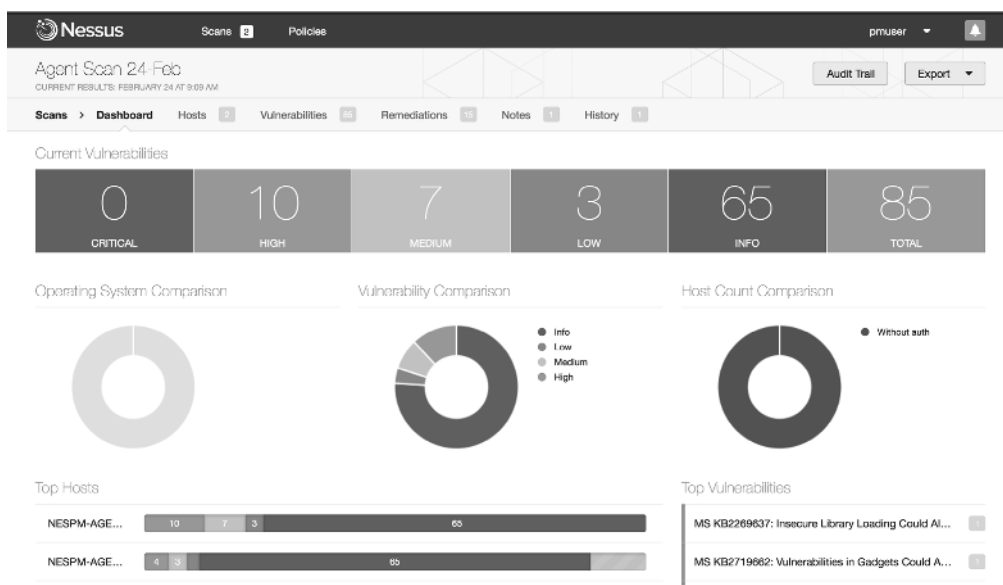 Nessus Scans 2 Policies pmuser
Agent Scan 24-Feb
CURRENT RESULTS: FEBRUARY 24 AT 9:09 AM
Audit Trail Export
Scans > Dashboard Hosts 2 Vulnerabilities 85 Remediations 15 Notes 1 History 1
Current Vulnerabilities
0 10 7 3 65 85
CRITICAL HIGH MEDIUM LOW INFO TOTAL
Operating System Comparison Vulnerability Comparison Host Count Comparison
Info
Low
Medium
High
Without auth
Top Hosts Top Vulnerabilities
NESPM-AGE... 10 7 3 65
MS KB2269637: Insecure Library Loading Could Al... 1
NESPM-AGE... 4 3 65
MS KB2719662: Vulnerabilities in Gadgets Could A... 1